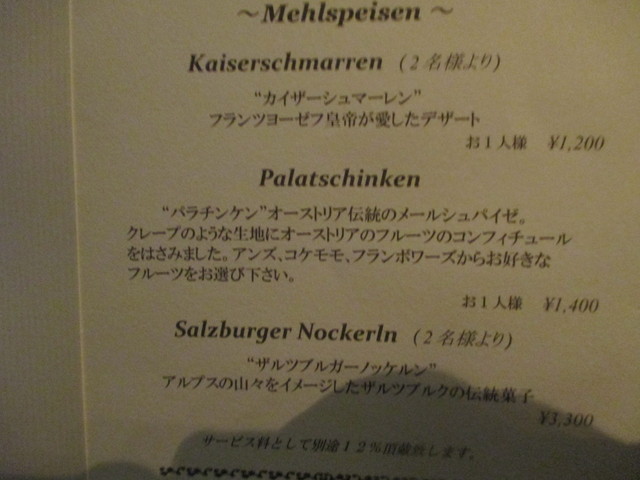 ～Mehlspeisen～
Kaiserschmarren (２名様より)
“カイザーシュマーレン”
フランツヨーゼフ皇帝が愛したデザート
お１人様 ¥1,200
Palatschinken
“パラチンケン”オーストリア伝統のメールシュパイゼ。
クレープのような生地にオーストリアのフルーツのコンフィチュール
をはさみました。アンズ、コケモモ、フランボワーズからお好きな
フルーツをお選び下さい。
お１人様 ¥1,400
Salzburger Nockerln (２名様より)
“ザルツブルガーノッケルン”
アルプスの山々をイメージしたザルツブルクの伝統菓子
¥3,300
サービス料として別途１２％頂戴致します。